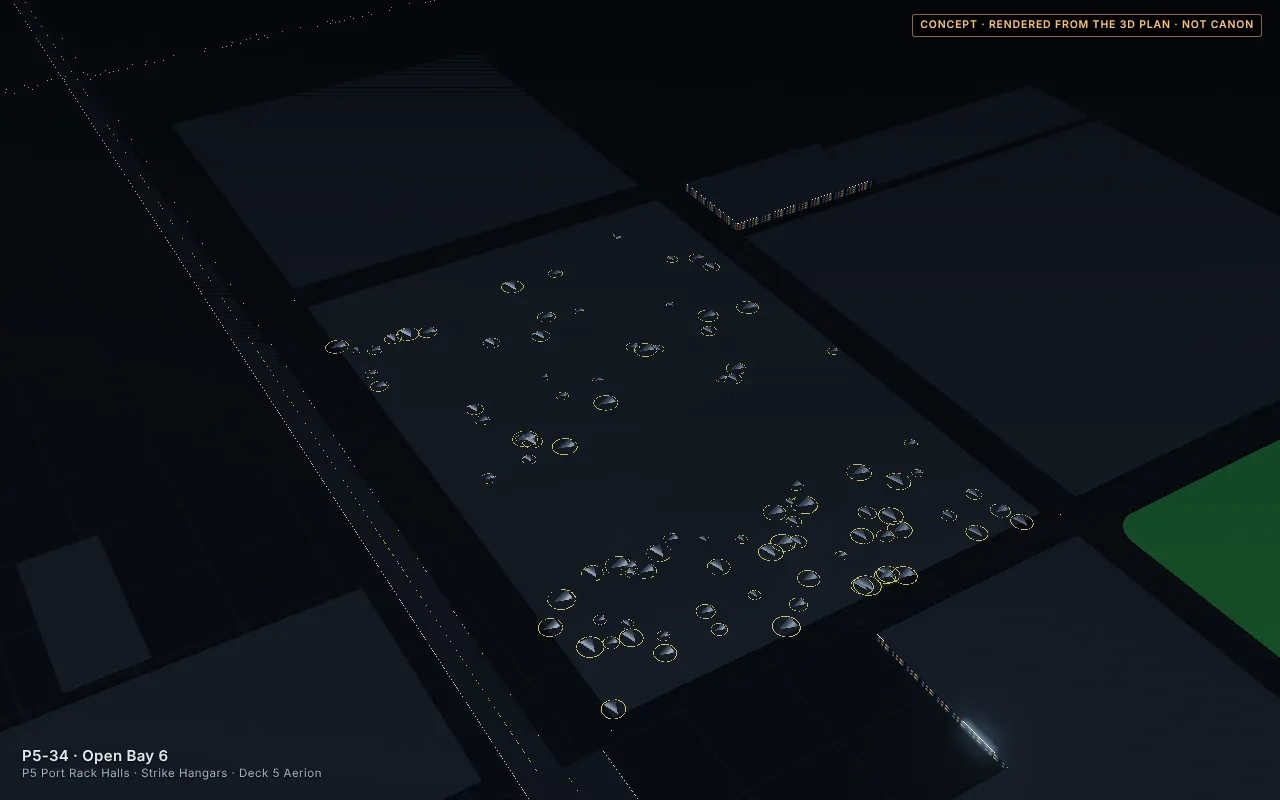 CONCEPT · RENDERED FROM THE 3D PLAN · NOT CANON
P5-34 · Open Bay 6
P5 Port Rack Halls · Strike Hangars · Deck 5 Aerion